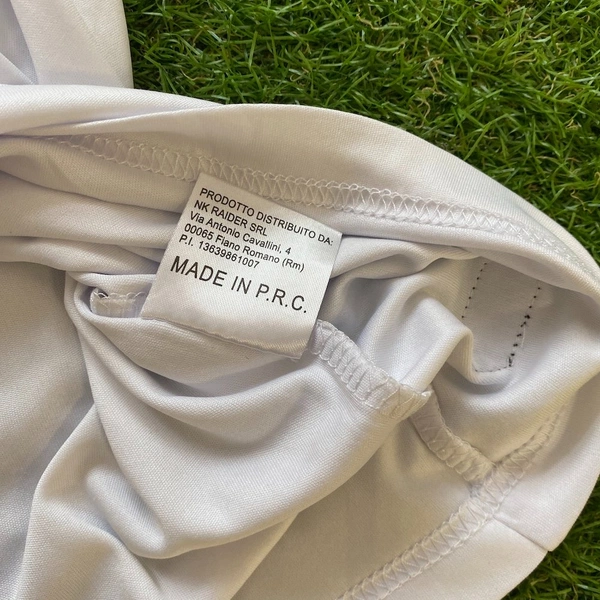 PRODOTTO DISTRIBUITO DA:
NK RAIDER SRL
Via Antonio Cavallini, 4
00065 Fiano Romano (Rm)
P.I. 13639861007
MADE IN P.R.C.